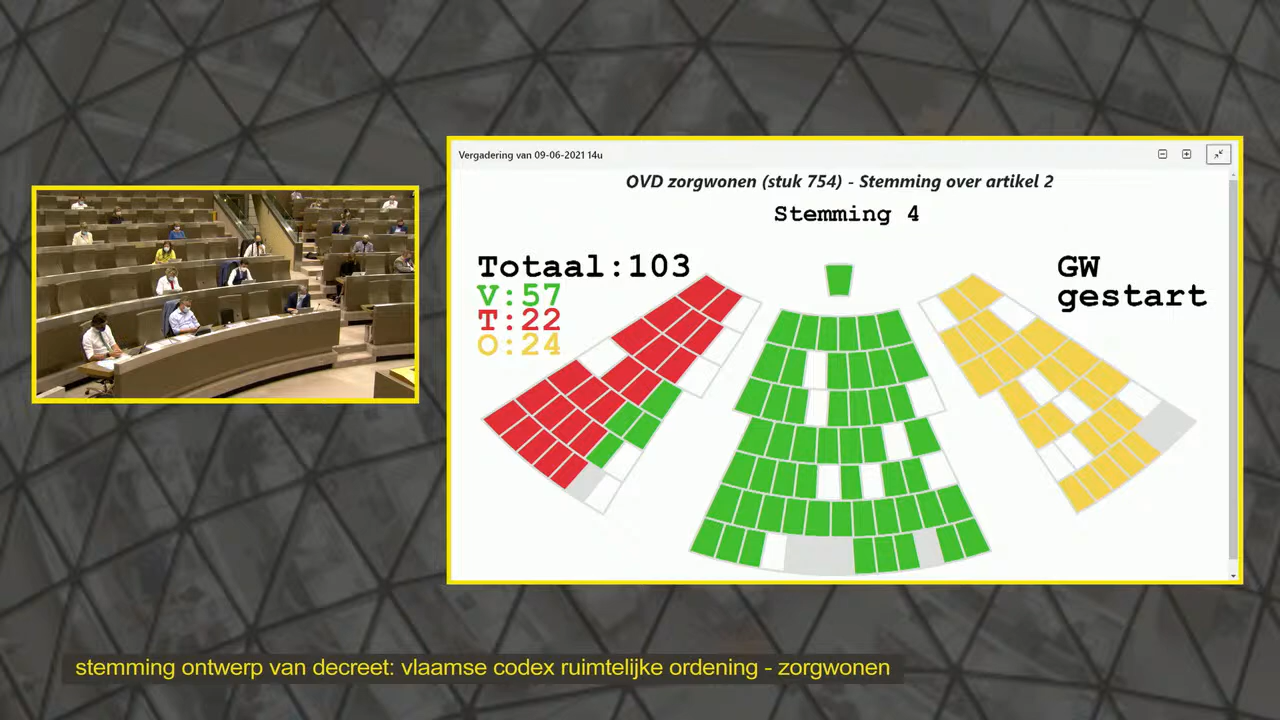 Vergadering van 09-06-2021 14u
OVD zorgwonen (stuk 754) - Stemming over artikel 2
Stemming 4
Totaal:103
V:57
T:22
O:24
GW
gestart
stemming ontwerp van decreet: vlaamse codex ruimtelijke ordening - zorgwonen